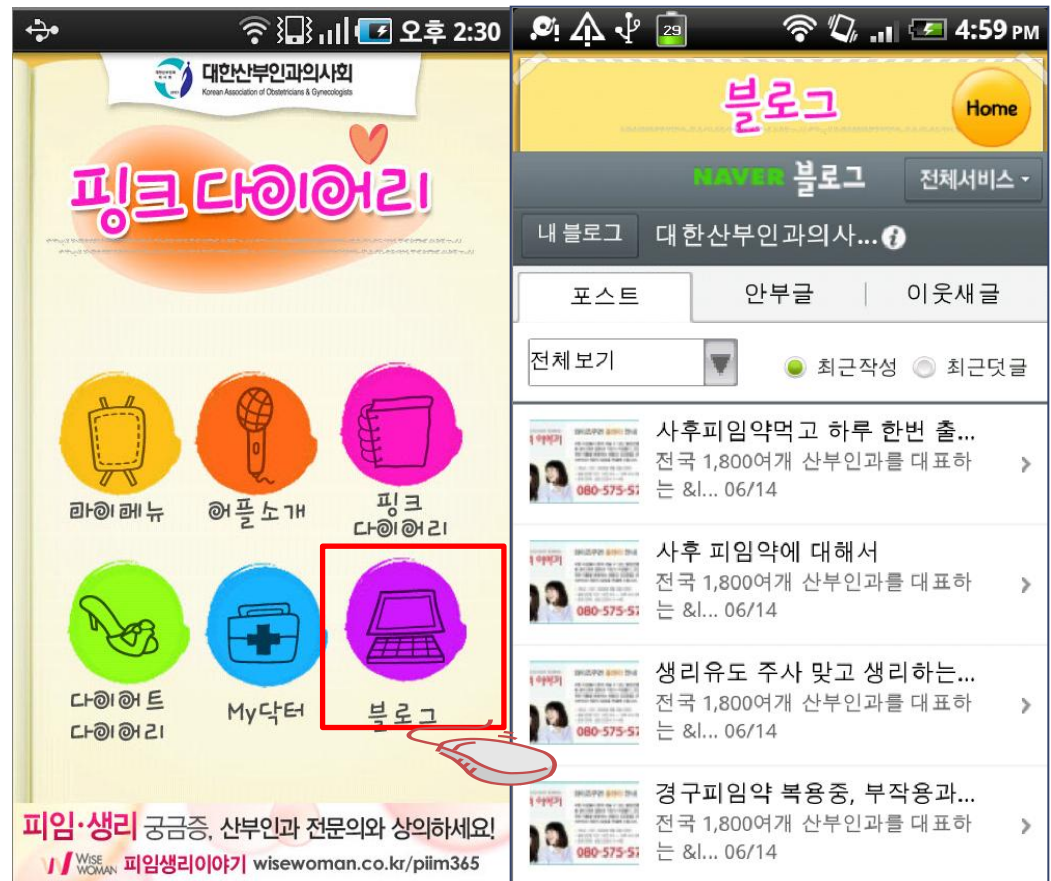 오후 2:30
대한산부인과의사회
Korean Association of Obstetricians & Gynecologists
핑크 다이어리
마이메뉴
어플소개
핑크
다이어리
다이어트
다이어리
My닥터
블로그
피임·생리 궁금증, 산부인과 전문의와 상의하세요!
WISE
WOMAN 피임생리이야기 wisewoman.co.kr/piim365
29
4:59 PM
블로그
Home
NAVER 블로그
전체서비스
내 블로그
대한산부인과의사...
포스트
안부글
이웃새글
전체보기
최근작성
최근덧글
사후피임약먹고 하루 한번 출...
전국 1,800여개 산부인과를 대표하
는 &l... 06/14
080-575-57
사후 피임약에 대해서
전국 1,800여개 산부인과를 대표하
는 &l... 06/14
080-575-57
생리유도 주사 맞고 생리하는...
전국 1,800여개 산부인과를 대표하
는 &l... 06/14
080-575-57
경구피임약 복용중, 부작용과...
전국 1,800여개 산부인과를 대표하
는 &l... 06/14
080-575-57